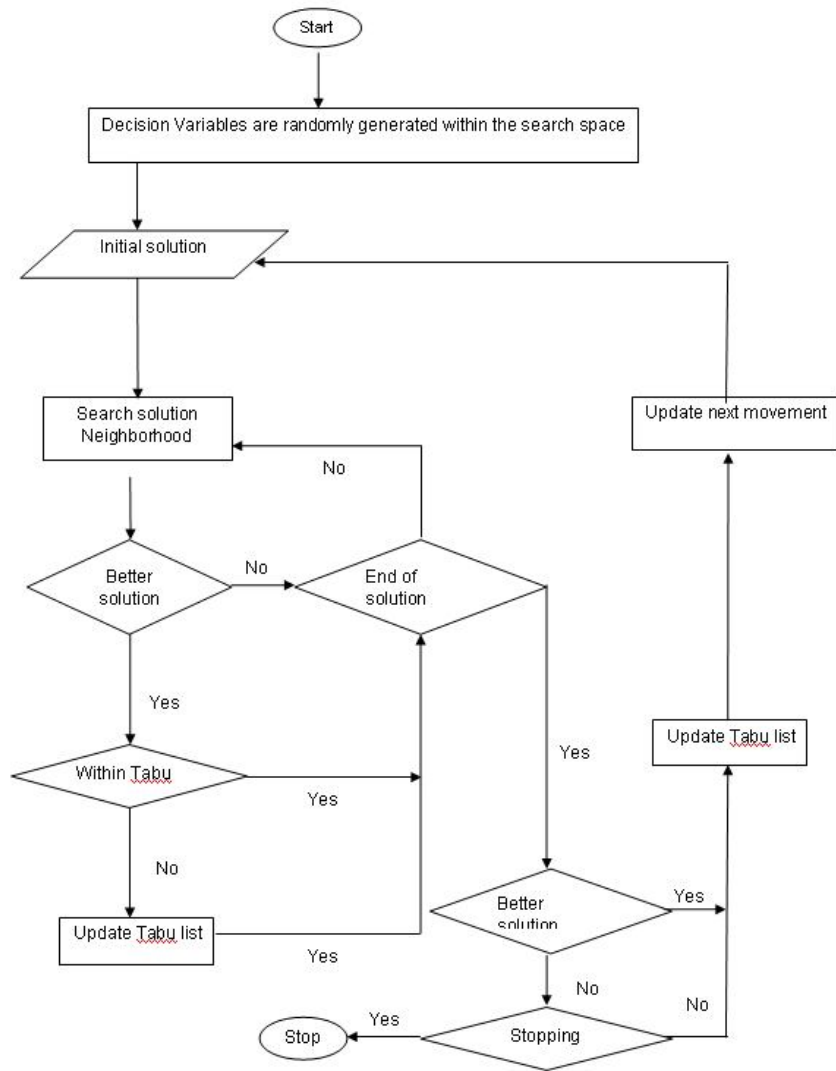 Start
Decision Variables are randomly generated within the search space
Initial solution
Search solution
Neighborhood
Update next movement
No
Better
solution
No
End of
solution
Yes
Within Tabu
Yes
Yes
Update Tabu list
No
Update Tabu list
Yes
Better
solution
Yes
No
No
Stop
Yes
Stopping